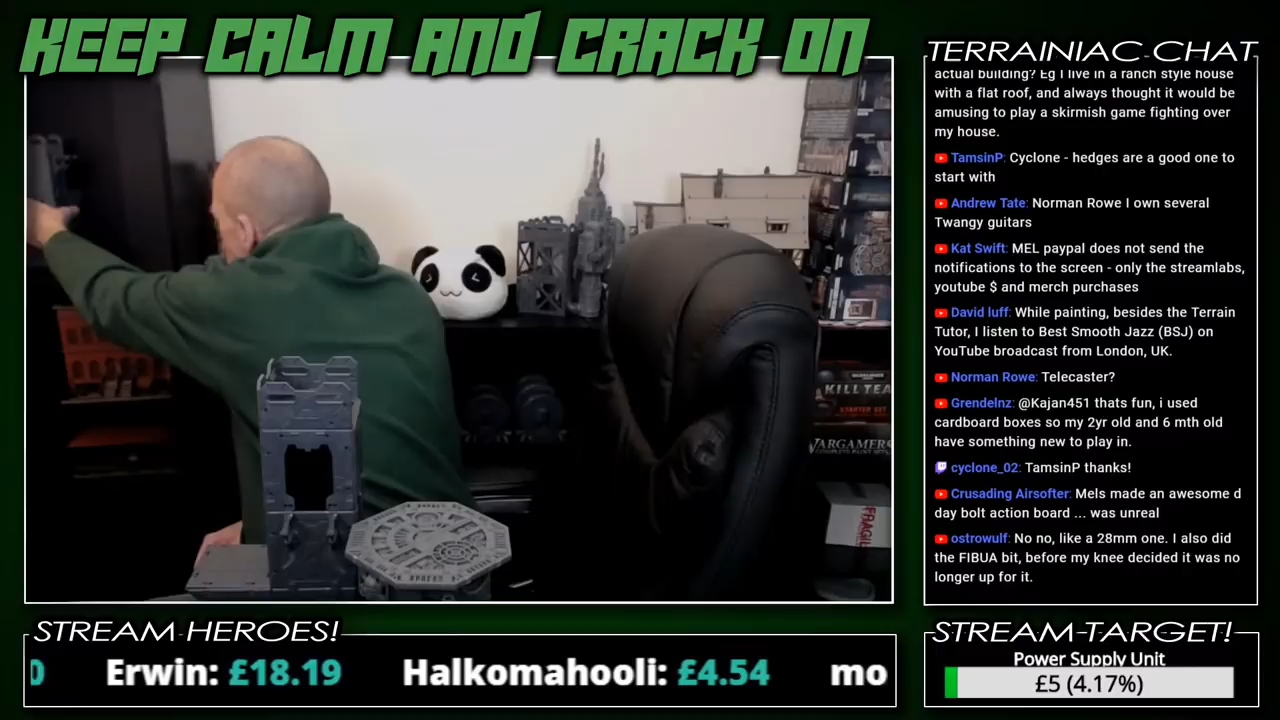 KEEP CALM AND CRACK ON
TERRAINIAC CHAT
actual building? Eg I live in a ranch style house
with a flat roof, and always thought it would be
amusing to play a skirmish game fighting over
my house.
TamsinP: Cyclone - hedges are a good one to
start with
Andrew Tate: Norman Rowe I own several
Twangy guitars
Kat Swift: MEL paypal does not send the
notifications to the screen - only the streamlabs,
youtube $ and merch purchases
David luff: While painting, besides the Terrain
Tutor, I listen to Best Smooth Jazz (BSJ) on
YouTube broadcast from London, UK.
Norman Rowe: Telecaster?
Grendelnz: @Kajan451 thats fun, i used
cardboard boxes so my 2yr old and 6 mth old
have something new to play in.
cyclone_02: TamsinP thanks!
Crusading Airsofter: Mels made an awesome d
day bolt action board ... was unreal
ostrowulf: No no, like a 28mm one. I also did
the FIBUA bit, before my knee decided it was no
longer up for it.
KILL TEA
STARTER SET
WARGAMERS
FRAGIL
STREAM HEROES!
0 Erwin: £18.19 Halkomahooli: £4.54 mo
STREAM TARGET!
Power Supply Unit
£5 (4.17%)